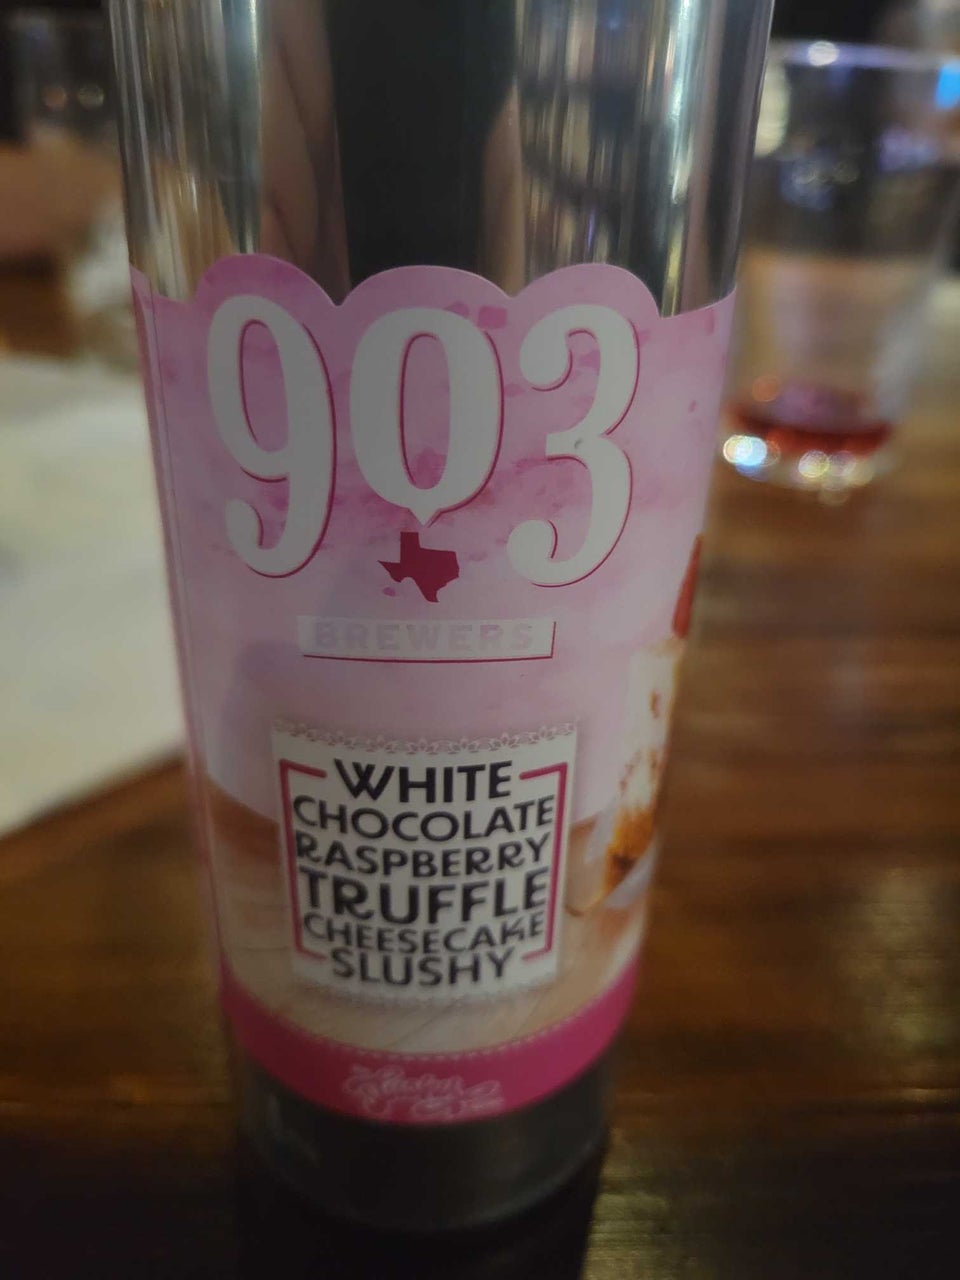 903
BREWERS
WHITE
CHOCOLATE
RASPBERRY
TRUFFLE
CHEESECAKE
SLUSHY